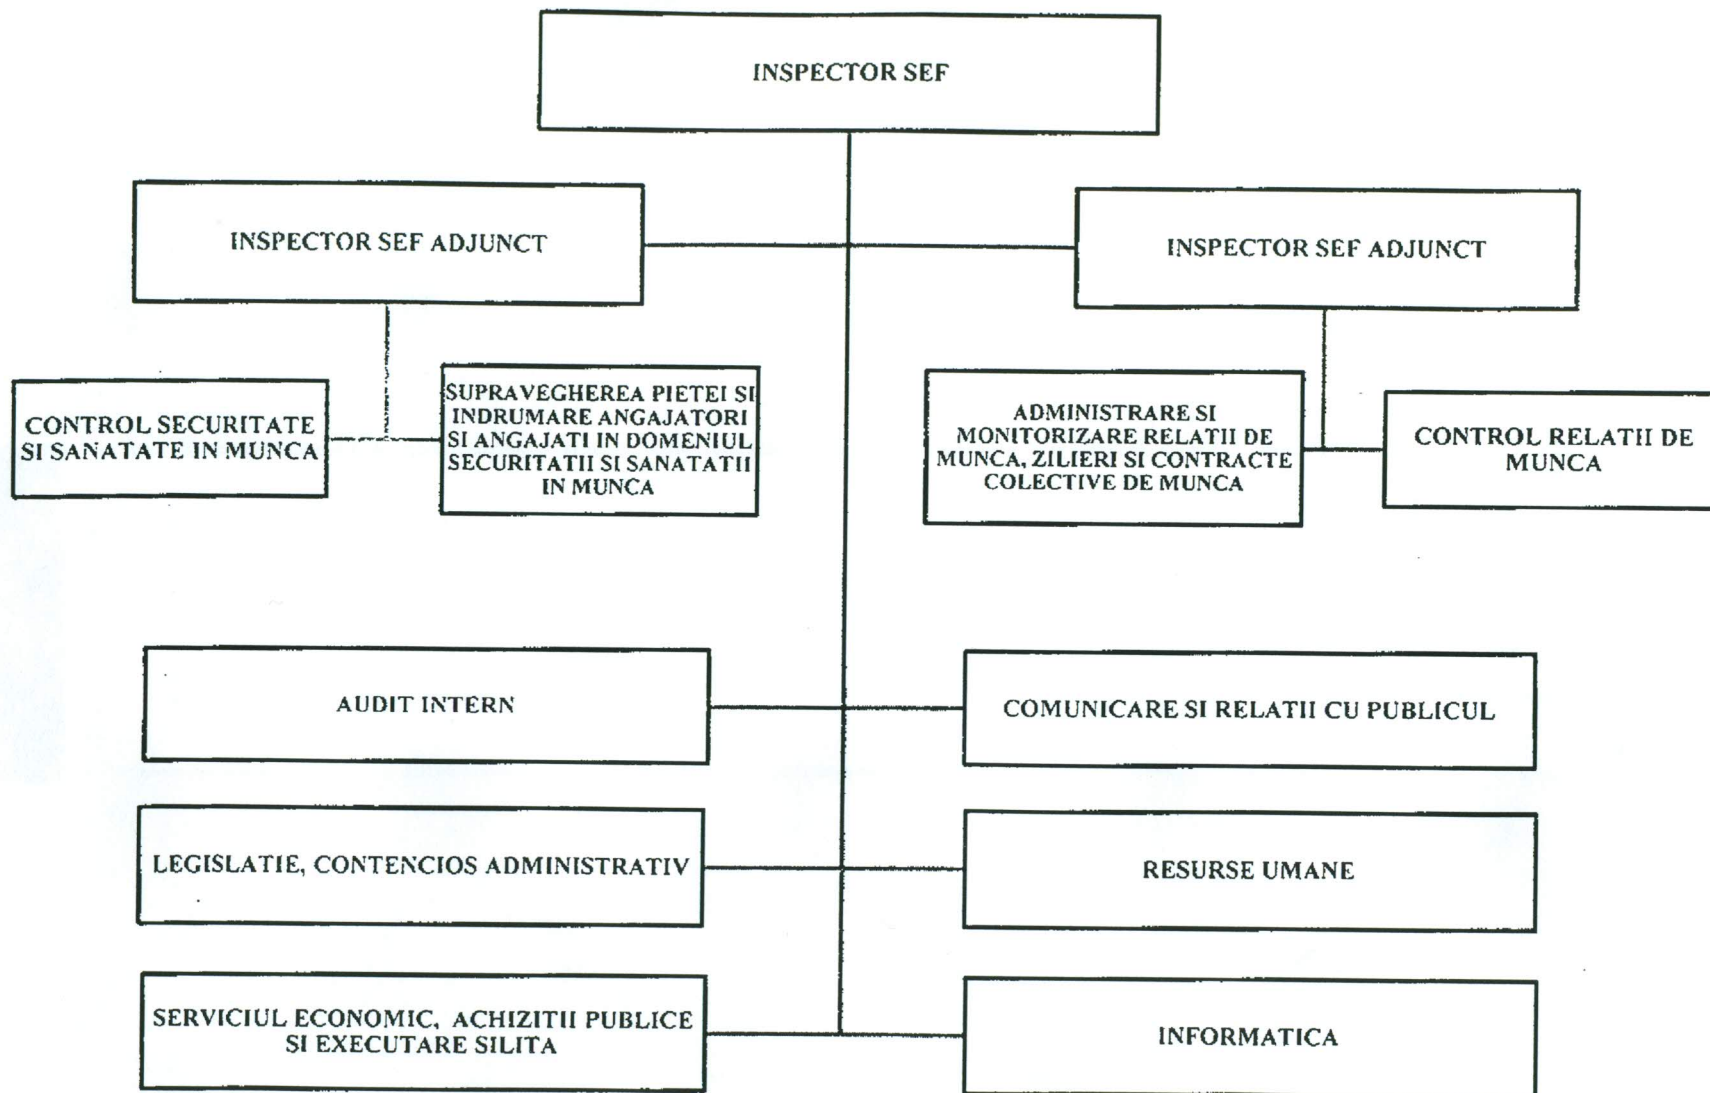 INSPECTOR SEF
INSPECTOR SEF ADJUNCT
INSPECTOR SEF ADJUNCT
CONTROL SECURITATE
SI SANATATE IN MUNCA
SUPRAVEGHEREA PIETEI SI
INDRUMARE ANGAJATORI
SI ANGAJATI IN DOMENIUL
SECURITATII SI SANATATII
IN MUNCA
ADMINISTRARE SI
MONITORIZARE RELATII DE
MUNCA, ZILIERI SI CONTRACTE
COLECTIVE DE MUNCA
CONTROL RELATII DE
MUNCA
AUDIT INTERN
COMUNICARE SI RELATII CU PUBLICUL
LEGISLATIE, CONTENCIOS ADMINISTRATIV
RESURSE UMANE
SERVICIUL ECONOMIC, ACHIZITII PUBLICE
SI EXECUTARE SILITA
INFORMATICA